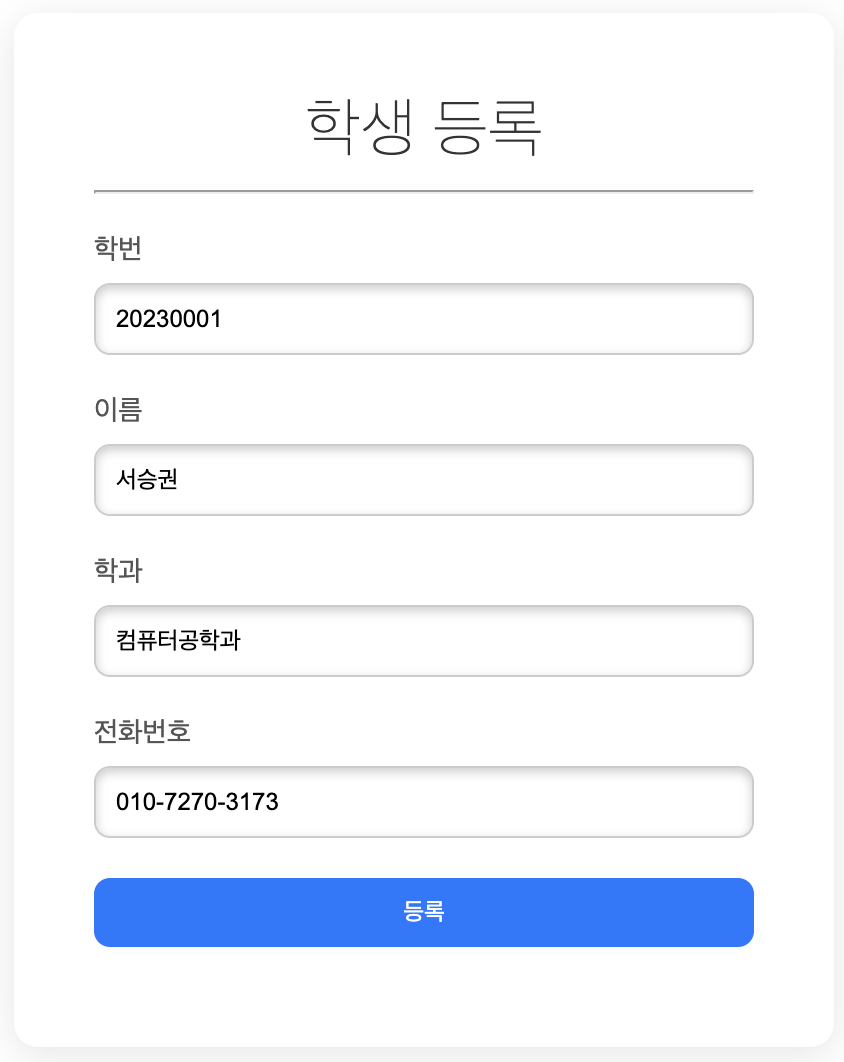 학생 등록
학번
20230001
이름
서승권
학과
컴퓨터공학과
전화번호
010-7270-3173
등록